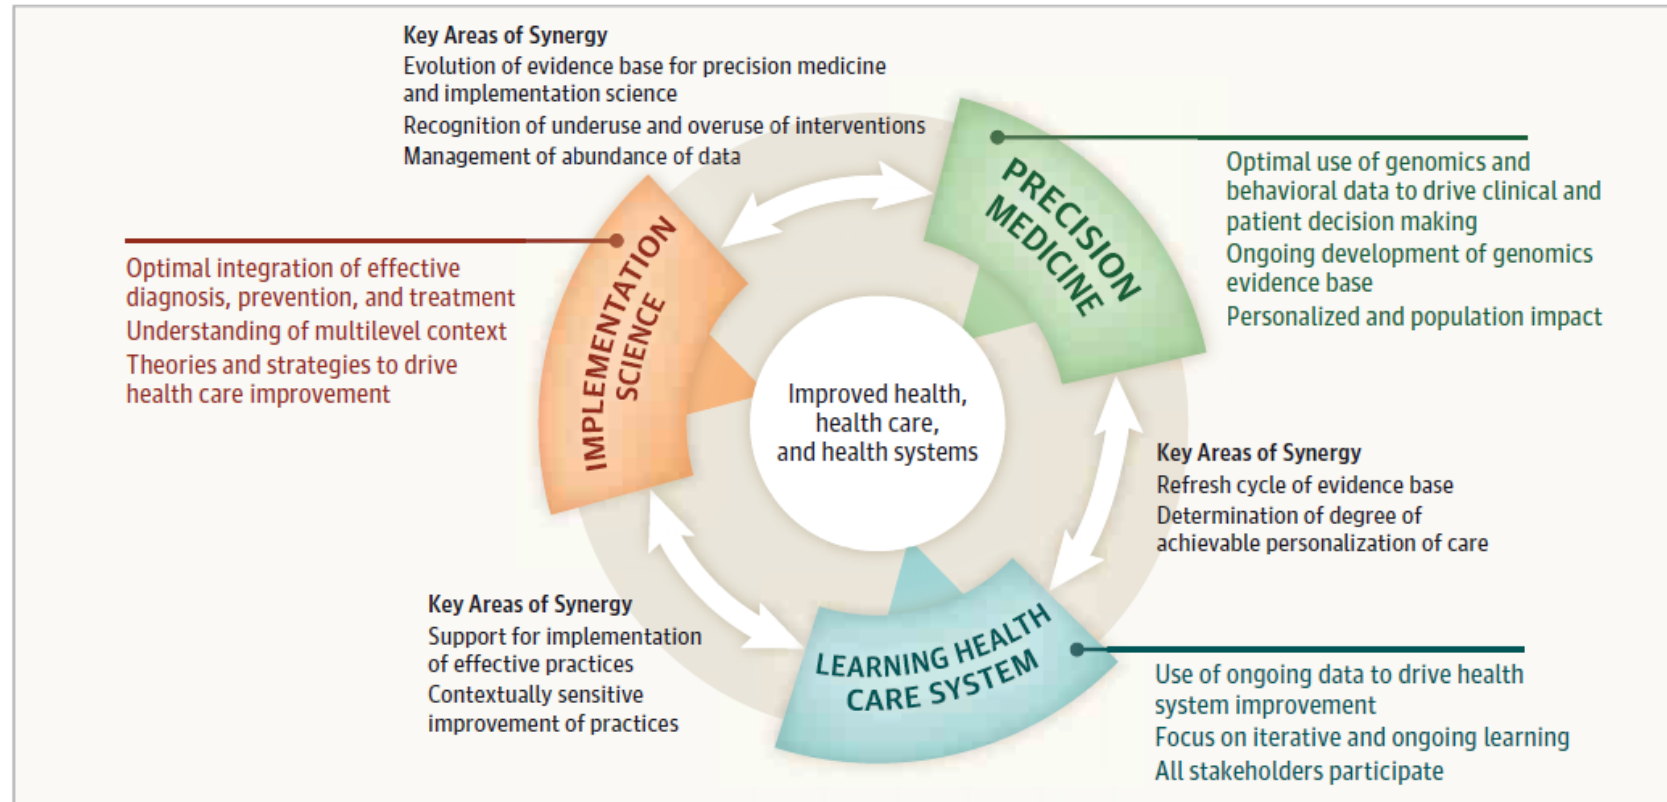 Key Areas of Synergy
Evolution of evidence base for precision medicine
and implementation science
Recognition of underuse and overuse of interventions
Management of abundance of data
PRECISION
MEDICINE
Optimal use of genomics and
behavioral data to drive clinical and
patient decision making
Ongoing development of genomics
evidence base
Personalized and population impact
IMPLEMENTATION
SCIENCE
Optimal integration of effective
diagnosis, prevention, and treatment
Understanding of multilevel context
Theories and strategies to drive
health care improvement
Improved health,
health care,
and health systems
Key Areas of Synergy
Refresh cycle of evidence base
Determination of degree of
achievable personalization of care
Key Areas of Synergy
Support for implementation
of effective practices
Contextually sensitive
improvement of practices
LEARNING HEALTH
CARE SYSTEM
Use of ongoing data to drive health
system improvement
Focus on iterative and ongoing learning
All stakeholders participate